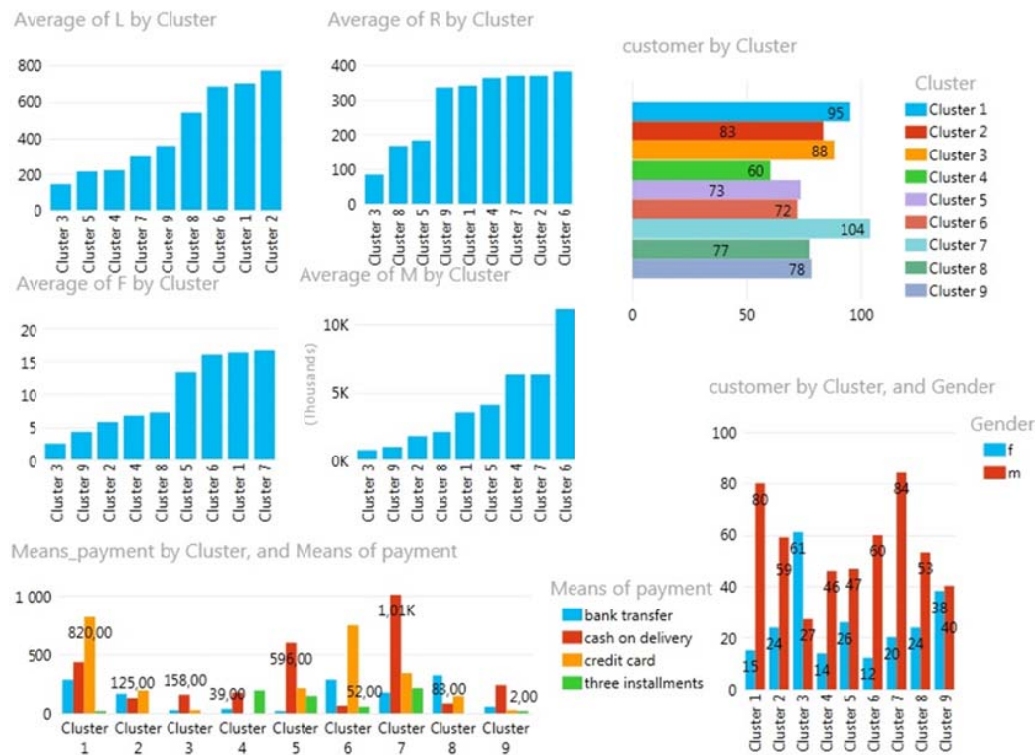 Average of L by Cluster
800
600
400
200
0
Cluster 3
Cluster 5
Cluster 4
Cluster 7
Cluster 9
Cluster 8
Cluster 6
Cluster 1
Cluster 2
Average of R by Cluster
400
300
200
100
0
Cluster 3
Cluster 8
Cluster 5
Cluster 9
Cluster 1
Cluster 4
Cluster 7
Cluster 2
Cluster 6
customer by Cluster
95
83
88
60
73
72
104
77
78
0 50 100
Cluster
Cluster 1
Cluster 2
Cluster 3
Cluster 4
Cluster 5
Cluster 6
Cluster 7
Cluster 8
Cluster 9
Average of F by Cluster
20
15
10
5
0
Cluster 3
Cluster 9
Cluster 2
Cluster 4
Cluster 8
Cluster 5
Cluster 6
Cluster 1
Cluster 7
Average of M by Cluster
(Thousands)
10K
5K
0K
Cluster 3
Cluster 9
Cluster 2
Cluster 8
Cluster 1
Cluster 5
Cluster 4
Cluster 7
Cluster 6
customer by Cluster, and Gender
Gender
f
m
100
80
60
40
20
0
15 80
24 59
61 27
14 46
26 47
12 60
20 84
24 53
38 40
Cluster 1
Cluster 2
Cluster 3
Cluster 4
Cluster 5
Cluster 6
Cluster 7
Cluster 8
Cluster 9
Means_payment by Cluster, and Means of payment
1 000
500
0
820,00
125,00
158,00
39,00
596,00
52,00
1,01K
83,00
2,00
Cluster 1
Cluster 2
Cluster 3
Cluster 4
Cluster 5
Cluster 6
Cluster 7
Cluster 8
Cluster 9
Means of payment
bank transfer
cash on delivery
credit card
three installments